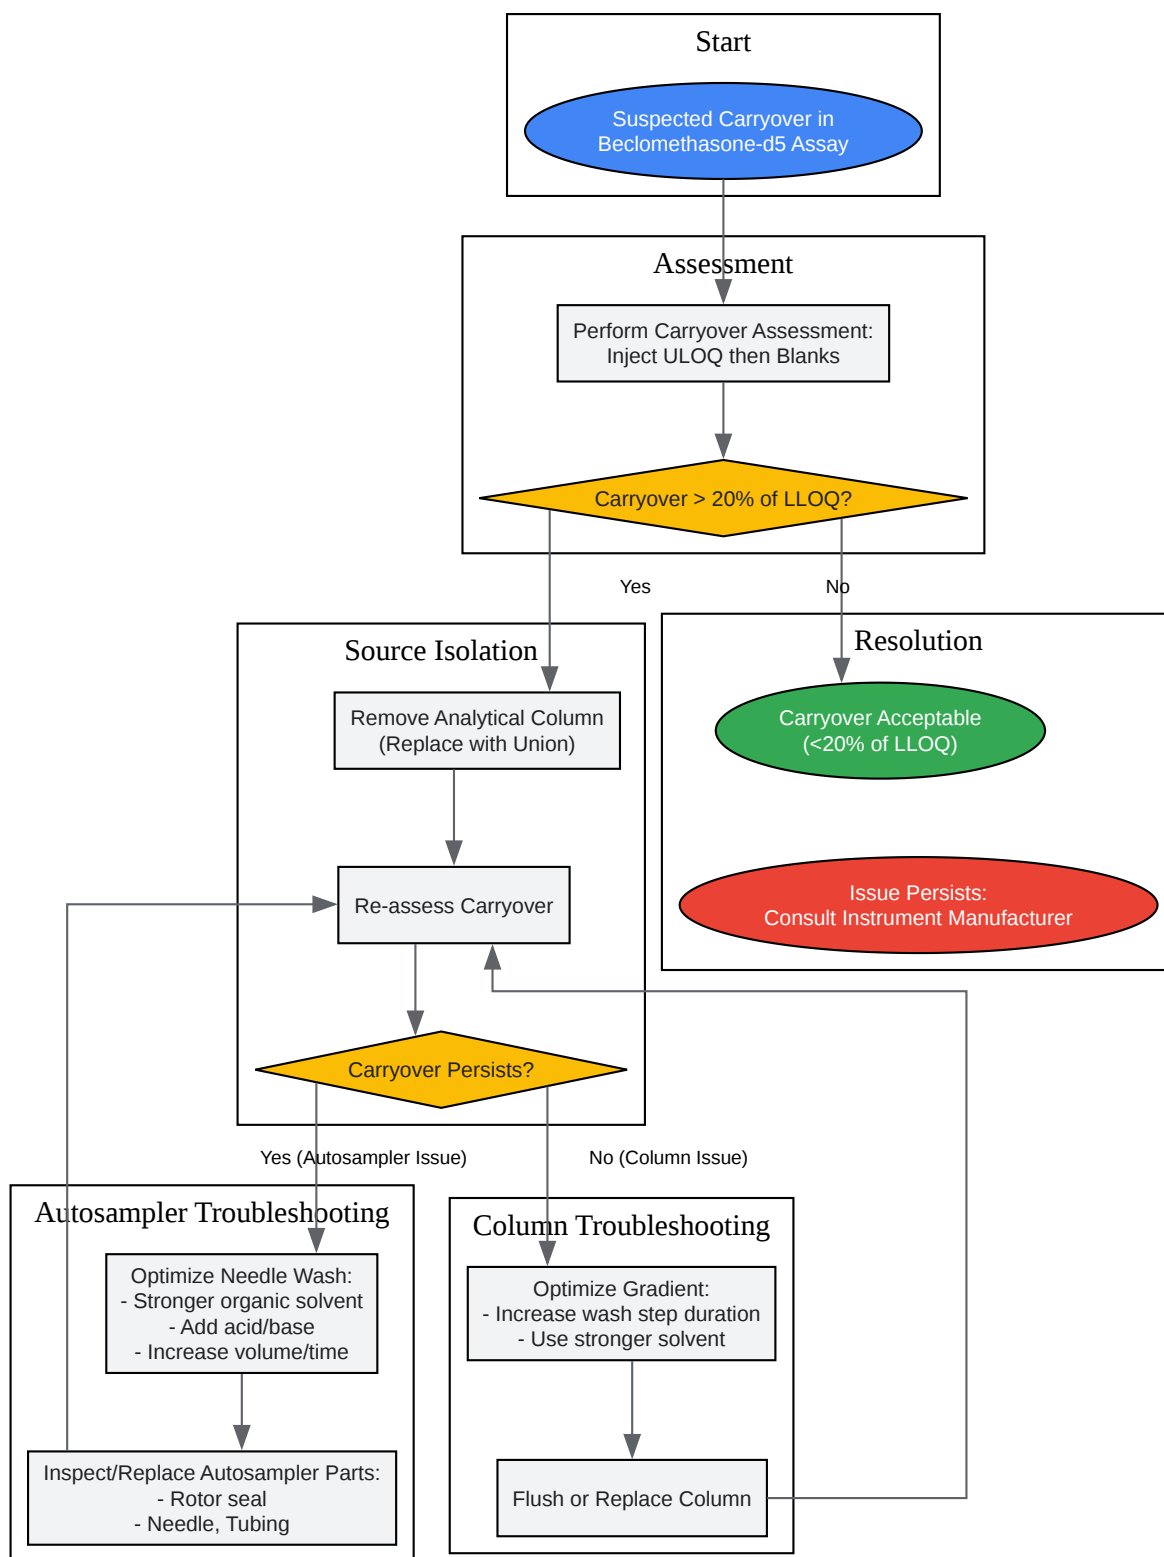 Start
Suspected Carryover in
Beclomethasone-d5 Assay
Assessment
Perform Carryover Assessment:
Inject ULOQ then Blanks
Carryover > 20% of LLOQ?
Yes
No
Source Isolation
Remove Analytical Column
(Replace with Union)
Re-assess Carryover
Carryover Persists?
Resolution
Carryover Acceptable
(<20% of LLOQ)
Issue Persists:
Consult Instrument Manufacturer
Yes (Autosampler Issue)
No (Column Issue)
Autosampler Troubleshooting
Optimize Needle Wash:
- Stronger organic solvent
- Add acid/base
- Increase volume/time
Inspect/Replace Autosampler Parts:
- Rotor seal
- Needle, Tubing
Column Troubleshooting
Optimize Gradient:
- Increase wash step duration
- Use stronger solvent
Flush or Replace Column